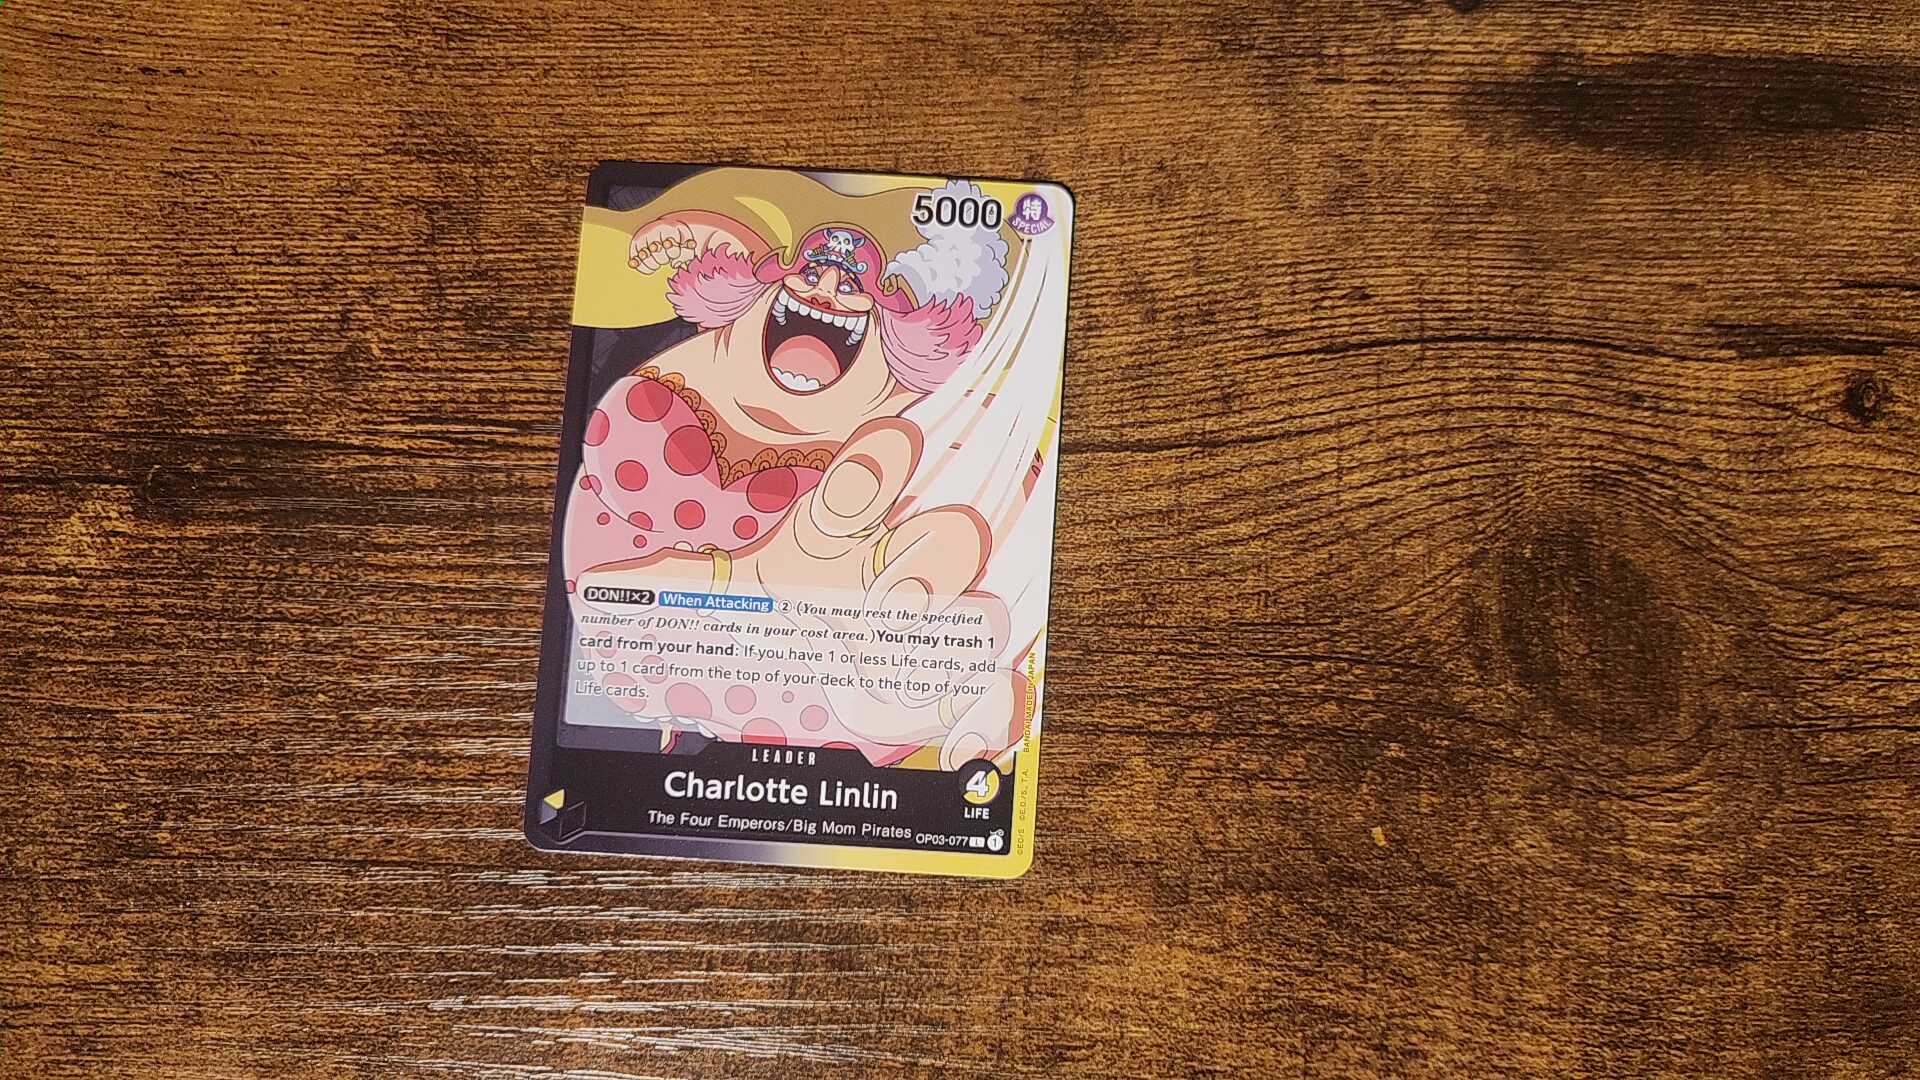 5000
特
SPECIAL
DON!!×2 When Attacking ② (You may rest the specified
number of DON!! cards in your cost area.)You may trash 1
card from your hand: If you have 1 or less Life cards, add
up to 1 card from the top of your deck to the top of your
Life cards.
LEADER
Charlotte Linlin
4
LIFE
The Four Emperors/Big Mom Pirates
OP03-077 L 1
©E.O./S. ©E.O./S., T.A. BANDAI MADE IN JAPAN